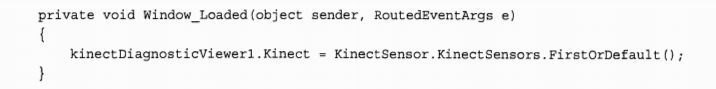 private void Window_Loaded(object sender, RoutedEventArgs e)
{
kinectDiagnosticViewer1.Kinect = KinectSensor.KinectSensors.FirstOrDefault();
}